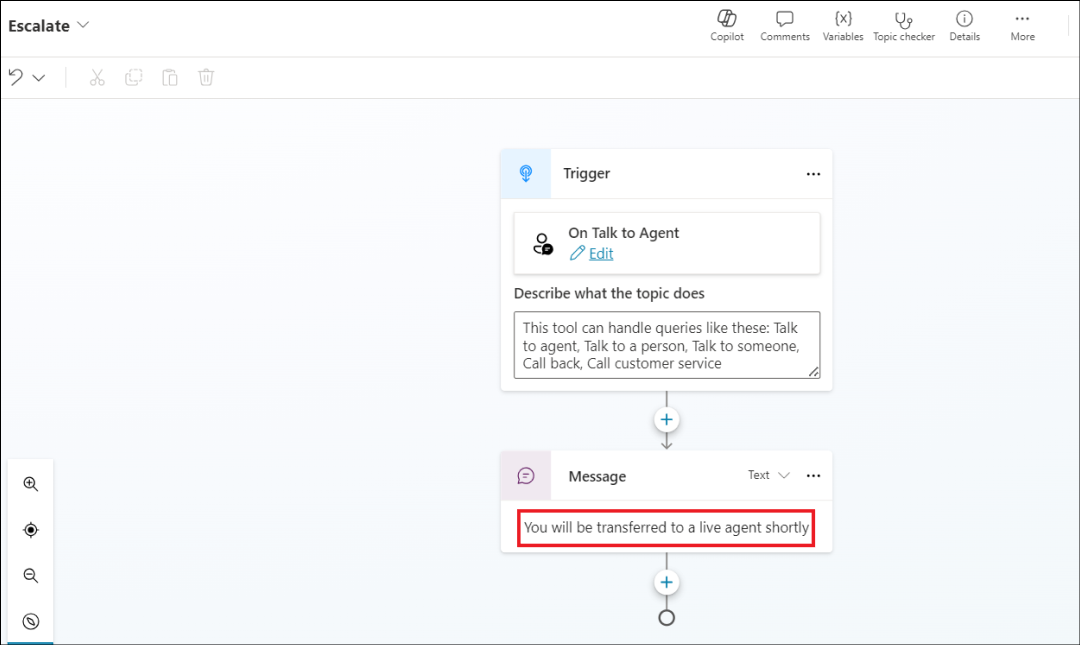 Escalate
Copilot
Comments
{x}
Variables
Topic checker
Details
More
Trigger
On Talk to Agent
Edit
Describe what the topic does
This tool can handle queries like these: Talk
to agent, Talk to a person, Talk to someone,
Call back, Call customer service
Message
Text
You will be transferred to a live agent shortly